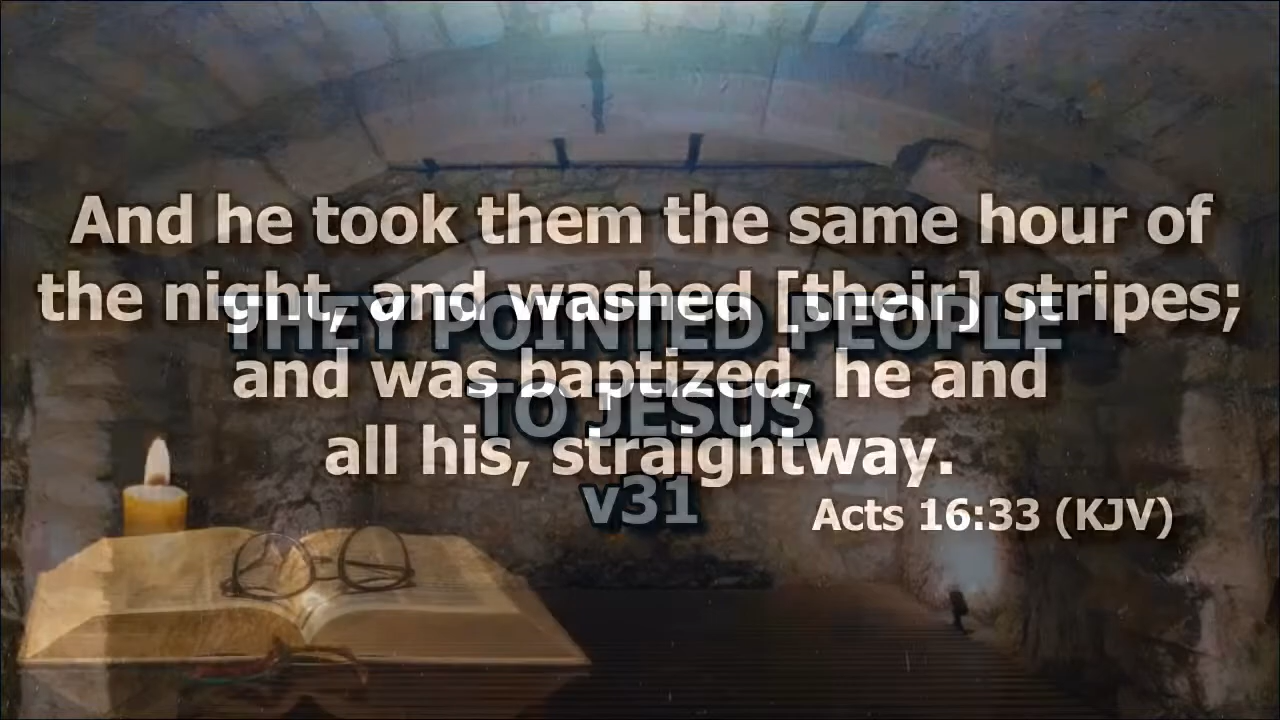 And he took them the same hour of
the night, and washed [their] stripes;
and was baptized, he and
all his, straightway.
Acts 16:33 (KJV)
THEY POINTED PEOPLE
TO JESUS
v31